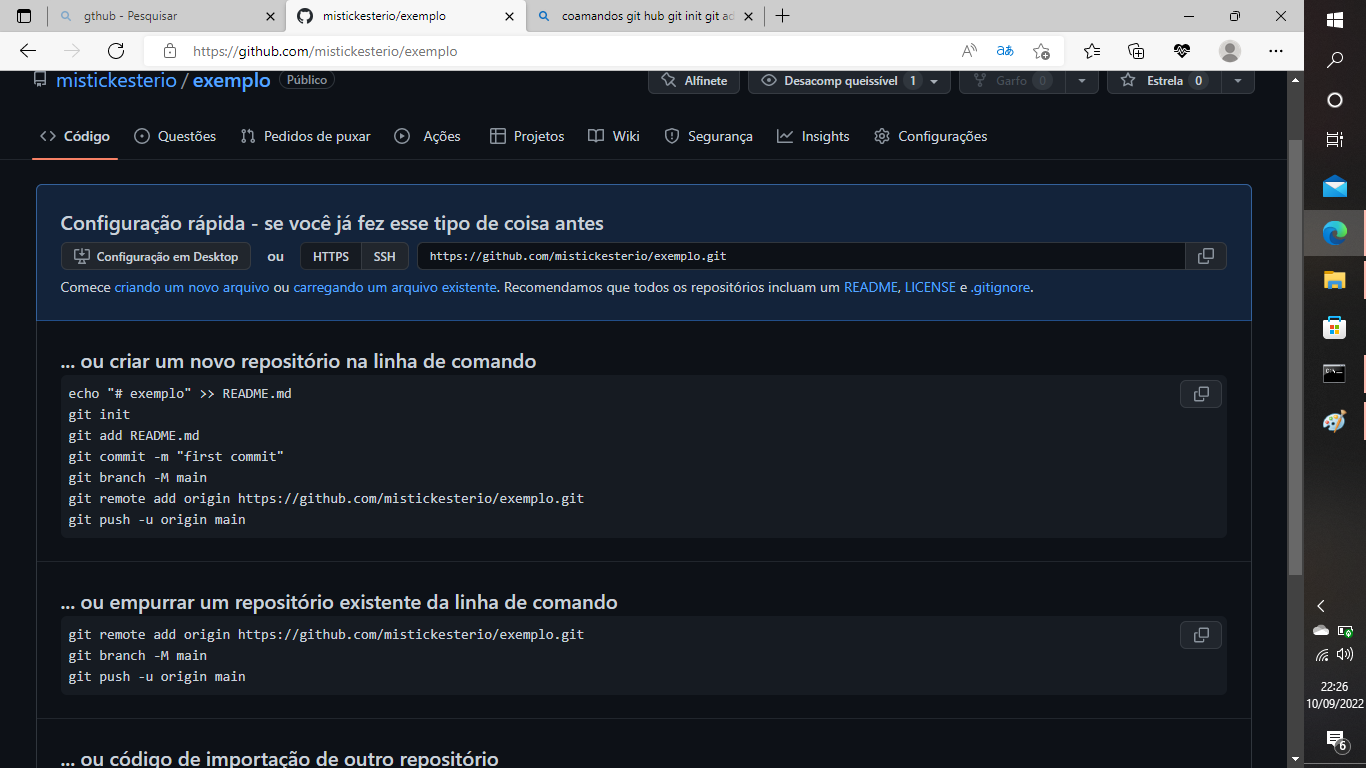 gthub - Pesquisar
mistickesterio/exemplo
coamandos git hub git init git ad
https://github.com/mistickesterio/exemplo
mistickesterio / exemplo Público
Alfinete
Desacomp queissível 1
Garfo 0
Estrela 0
Código
Questões
Pedidos de puxar
Ações
Projetos
Wiki
Segurança
Insights
Configurações
Configuração rápida - se você já fez esse tipo de coisa antes
Configuração em Desktop ou HTTPS SSH https://github.com/mistickesterio/exemplo.git
Comece criando um novo arquivo ou carregando um arquivo existente. Recomendamos que todos os repositórios incluam um README, LICENSE e .gitignore.
... ou criar um novo repositório na linha de comando
echo "# exemplo" >> README.md
git init
git add README.md
git commit -m "first commit"
git branch -M main
git remote add origin https://github.com/mistickesterio/exemplo.git
git push -u origin main
... ou empurrar um repositório existente da linha de comando
git remote add origin https://github.com/mistickesterio/exemplo.git
git branch -M main
git push -u origin main
... ou código de importação de outro repositório
22:26
10/09/2022
6